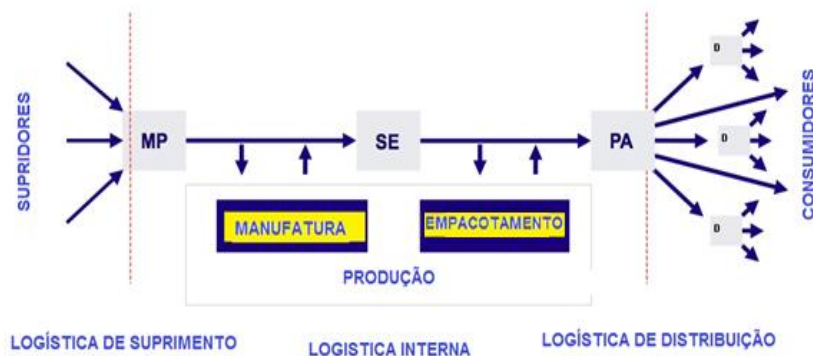 SUPRIDORES
MP
SE
PA
D
D
D
CONSUMIDORES
MANUFATURA
EMPACOTAMENTO
PRODUÇÃO
LOGÍSTICA DE SUPRIMENTO
LOGISTICA INTERNA
LOGÍSTICA DE DISTRIBUIÇÃO